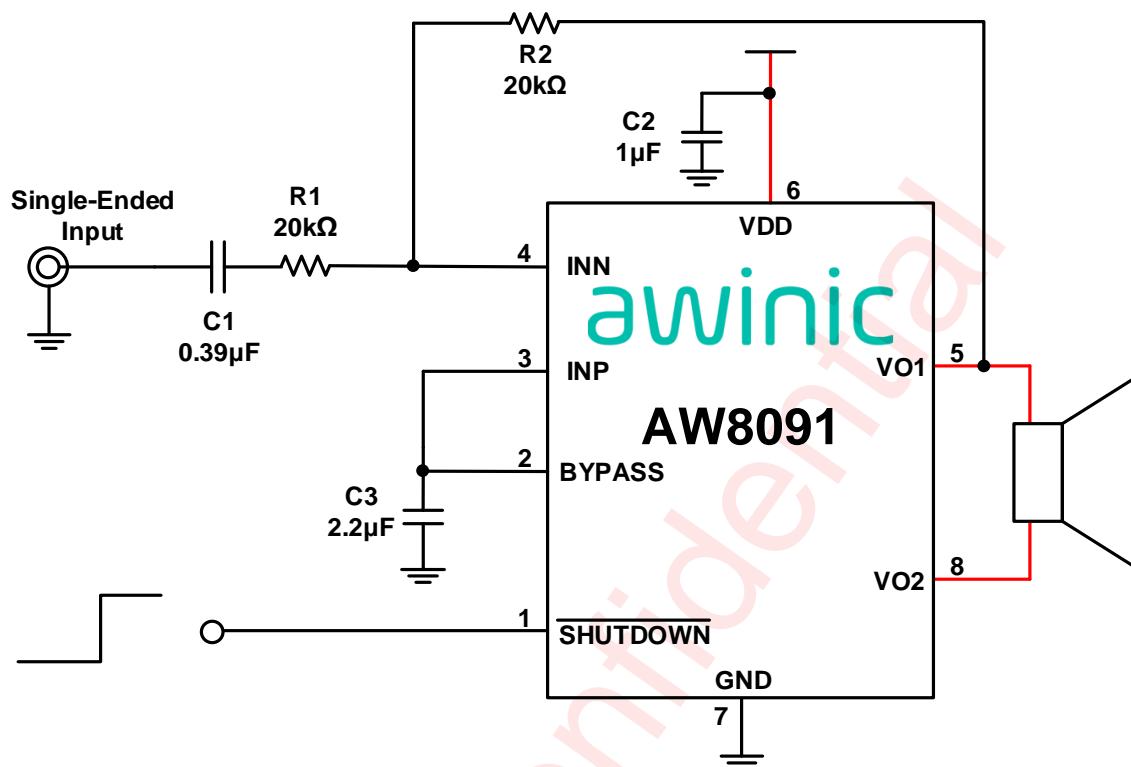 R2
20kΩ
C2
1µF
6
VDD
Single-Ended
Input
R1
20kΩ
C1
0.39µF
4
INN
awinic
3
INP
VO1
5
AW8091
2
BYPASS
C3
2.2µF
VO2
8
1
SHUTDOWN
GND
7
nfidential